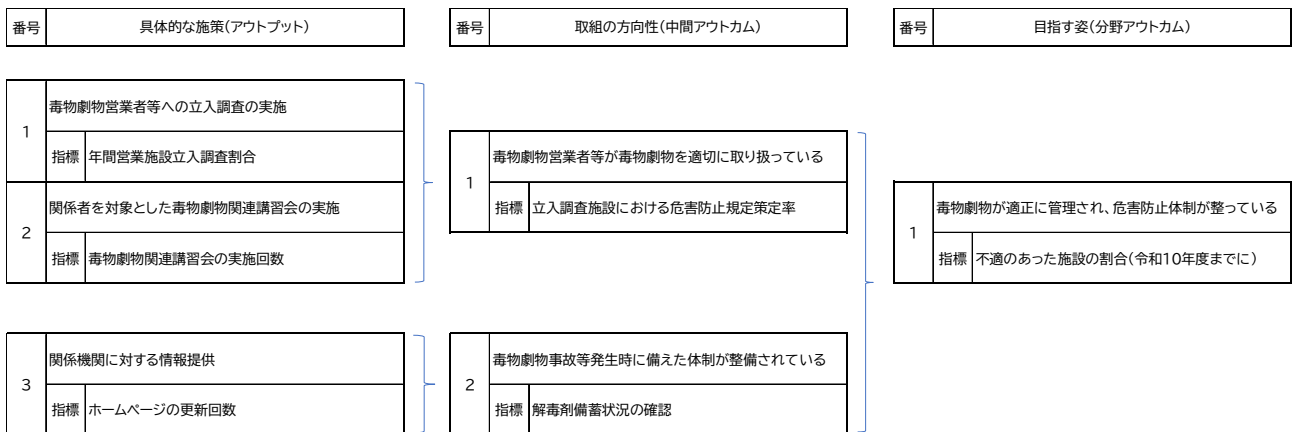 番号 具体的な施策(アウトプット) 番号 取組の方向性(中間アウトカム) 番号 目指す姿(分野アウトカム)
1 毒物劇物営業者等への立入調査の実施
指標 年間営業施設立入調査割合
2 関係者を対象とした毒物劇物関連講習会の実施
指標 毒物劇物関連講習会の実施回数
3 関係機関に対する情報提供
指標 ホームページの更新回数
1 毒物劇物営業者等が毒物劇物を適切に取り扱っている
指標 立入調査施設における危害防止規定策定率
2 毒物劇物事故等発生時に備えた体制が整備されている
指標 解毒剤備蓄状況の確認
1 毒物劇物が適正に管理され、危害防止体制が整っている
指標 不適のあった施設の割合(令和10年度までに)